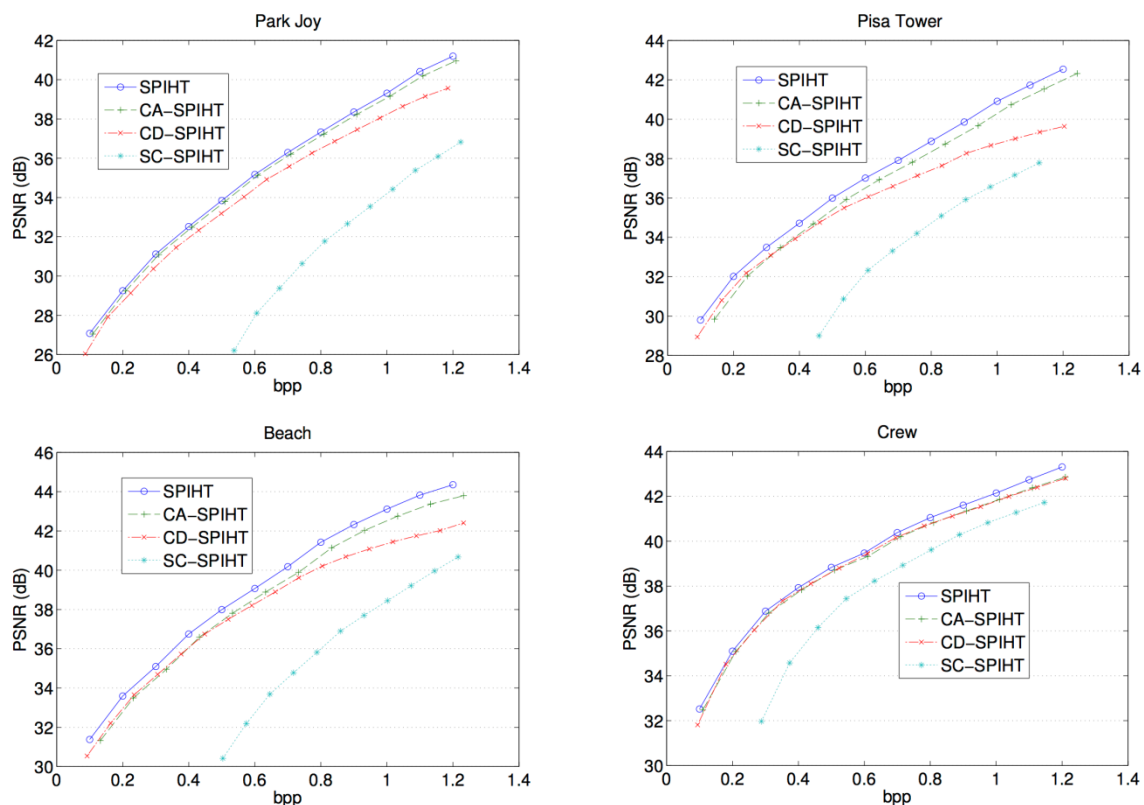 Park Joy
42
40
38
36
34
32
30
28
26
PSNR (dB)
SPIHT
CA-SPIHT
CD-SPIHT
SC-SPIHT
0 0.2 0.4 0.6 0.8 1 1.2 1.4
bpp
Pisa Tower
44
42
40
38
36
34
32
30
28
PSNR (dB)
SPIHT
CA-SPIHT
CD-SPIHT
SC-SPIHT
0 0.2 0.4 0.6 0.8 1 1.2 1.4
bpp
Beach
46
44
42
40
38
36
34
32
30
PSNR (dB)
SPIHT
CA-SPIHT
CD-SPIHT
SC-SPIHT
0 0.2 0.4 0.6 0.8 1 1.2 1.4
bpp
Crew
44
42
40
38
36
34
32
30
PSNR (dB)
SPIHT
CA-SPIHT
CD-SPIHT
SC-SPIHT
0 0.2 0.4 0.6 0.8 1 1.2 1.4
bpp